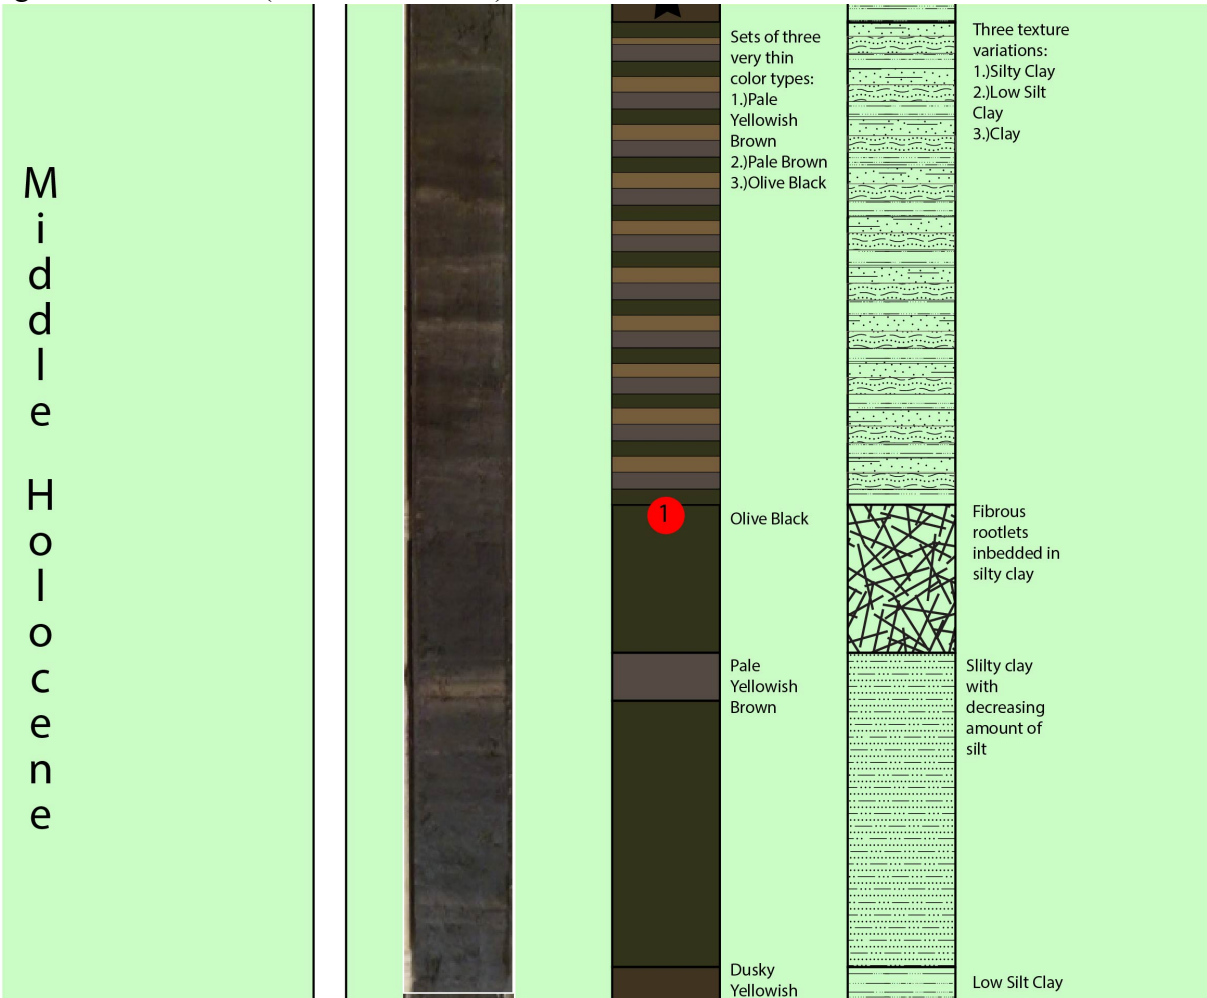 Middle Holocene
Sets of three
very thin
color types:
1.)Pale
Yellowish
Brown
2.)Pale Brown
3.)Olive Black
Three texture
variations:
1.)Silty Clay
2.)Low Silt
Clay
3.)Clay
1
Olive Black
Fibrous
rootlets
inbedded in
silty clay
Pale
Yellowish
Brown
Slilty clay
with
decreasing
amount of
silt
Dusky
Yellowish
Low Silt Clay